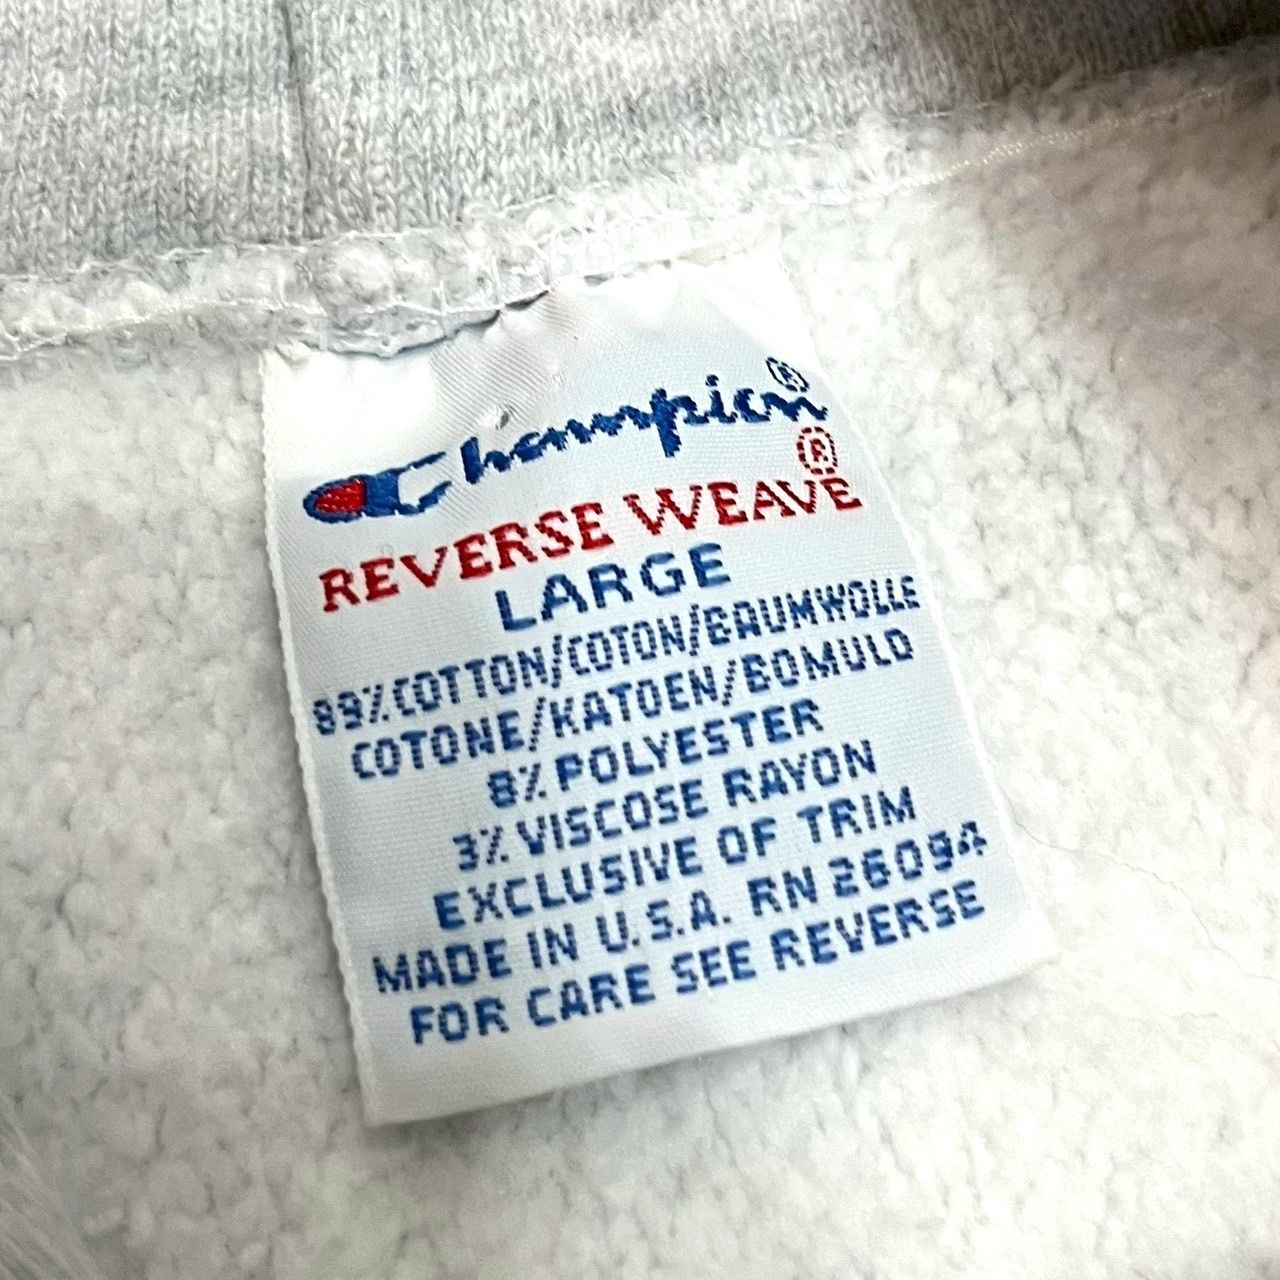 Champion®
REVERSE WEAVE®
LARGE
89% COTTON/COTON/BAUMWOLLE
COTONE/KATOEN/BOMULD
8% POLYESTER
3% VISCOSE RAYON
EXCLUSIVE OF TRIM
MADE IN U.S.A. RN 26094
FOR CARE SEE REVERSE